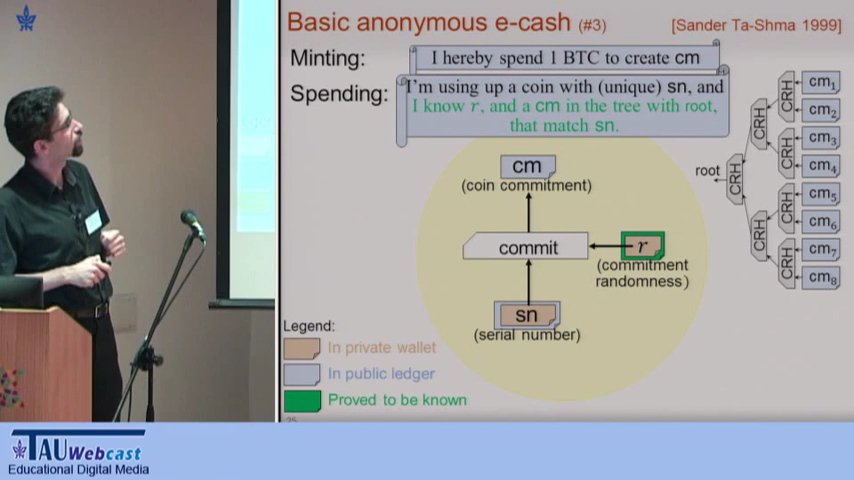 Basic anonymous e-cash (#3)
[Sander Ta-Shma 1999]
Minting:
I hereby spend 1 BTC to create cm
Spending:
I'm using up a coin with (unique) sn, and
I know r, and a cm in the tree with root,
that match sn.
cm
(coin commitment)
commit
r
(commitment
randomness)
sn
(serial number)
root
CRH
CRH
CRH
CRH
CRH
CRH
CRH
cm₁
cm₂
cm₃
cm₄
cm₅
cm₆
cm₇
cm₈
Legend:
In private wallet
In public ledger
Proved to be known
25
TAU Webcast
Educational Digital Media